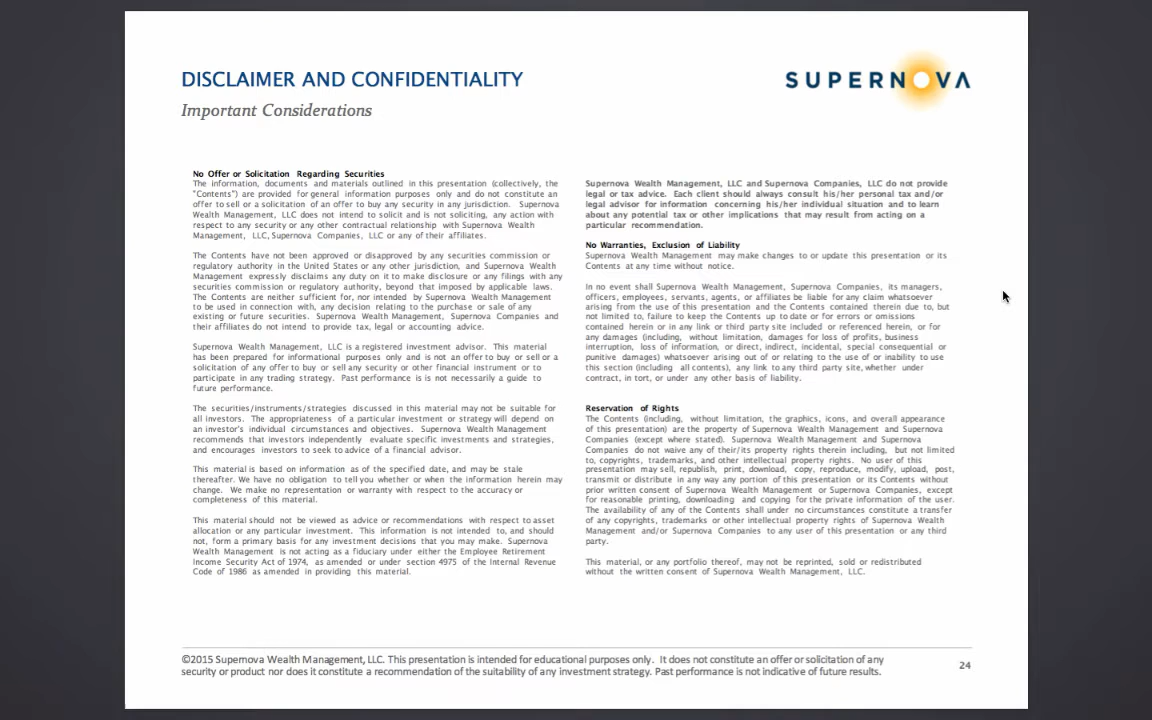 DISCLAIMER AND CONFIDENTIALITY
Important Considerations
SUPERNOVA
No Offer or Solicitation Regarding Securities
The information, documents and materials outlined in this presentation (collectively, the
"Contents") are provided for general information purposes only and do not constitute an
offer to sell or a solicitation of an offer to buy any security in any jurisdiction. Supernova
Wealth Management, LLC does not intend to solicit and is not soliciting, any action with
respect to any security or any other contractual relationship with Supernova Wealth
Management, LLC, Supernova Companies, LLC or any of their affiliates.
The Contents have not been approved or disapproved by any securities commission or
regulatory authority in the United States or any other jurisdiction, and Supernova Wealth
Management expressly disclaims any duty on it to make disclosure or any filings with any
securities commission or regulatory authority, beyond that imposed by applicable laws.
The Contents are neither sufficient for, nor intended by Supernova Wealth Management
to be used in connection with, any decision relating to the purchase or sale of any
existing or future securities. Supernova Wealth Management, Supernova Companies and
their affiliates do not intend to provide tax, legal or accounting advice.
Supernova Wealth Management, LLC is a registered investment advisor. This material
has been prepared for informational purposes only and is not an offer to buy or sell or a
solicitation of any offer to buy or sell any security or other financial instrument or to
participate in any trading strategy. Past performance is is not necessarily a guide to
future performance.
The securities/instruments/strategies discussed in this material may not be suitable for
all investors. The appropriateness of a particular investment or strategy will depend on
an investor's individual circumstances and objectives. Supernova Wealth Management
recommends that investors independently evaluate specific investments and strategies,
and encourages investors to seek to advice of a financial advisor.
This material is based on information as of the specified date, and may be stale
thereafter. We have no obligation to tell you whether or when the information herein may
change. We make no representation or warranty with respect to the accuracy or
completeness of this material.
This material should not be viewed as advice or recommendations with respect to asset
allocation or any particular investment. This information is not intended to, and should
not, form a primary basis for any investment decisions that you may make. Supernova
Wealth Management is not acting as a fiduciary under either the Employee Retirement
Income Security Act of 1974, as amended or under section 4975 of the Internal Revenue
Code of 1986 as amended in providing this material.
Supernova Wealth Management, LLC and Supernova Companies, LLC do not provide
legal or tax advice. Each client should always consult his/her personal tax and/or
legal advisor for information concerning his/her individual situation and to learn
about any potential tax or other implications that may result from acting on a
particular recommendation.
No Warranties, Exclusion of Liability
Supernova Wealth Management may make changes to or update this presentation or its
Contents at any time without notice.
In no event shall Supernova Wealth Management, Supernova Companies, its managers,
officers, employees, servants, agents, or affiliates be liable for any claim whatsoever
arising from the use of this presentation and the Contents contained therein due to, but
not limited to, failure to keep the Contents up to date or for errors or omissions
contained herein or in any link or third party site included or referenced herein, or for
any damages (including, without limitation, damages for loss of profits, business
interruption, loss of information, or direct, indirect, incidental, special consequential or
punitive damages) whatsoever arising out of or relating to the use of or inability to use
this section (including all contents), any link to any third party site, whether under
contract, in tort, or under any other basis of liability.
Reservation of Rights
The Contents (including, without limitation, the graphics, icons, and overall appearance
of this presentation) are the property of Supernova Wealth Management and Supernova
Companies (except where stated). Supernova Wealth Management and Supernova
Companies do not waive any of their/its property rights therein including, but not limited
to, copyrights, trademarks, and other intellectual property rights. No user of this
presentation may sell, republish, print, download, copy, reproduce, modify, upload, post,
transmit or distribute in any way any portion of this presentation or its Contents without
prior written consent of Supernova Wealth Management or Supernova Companies, except
for reasonable printing, downloading and copying for the private information of the user.
The availability of any of the Contents shall under no circumstances constitute a transfer
of any copyrights, trademarks or other intellectual property rights of Supernova Wealth
Management and/or Supernova Companies to any user of this presentation or any third
party.
This material, or any portfolio thereof, may not be reprinted, sold or redistributed
without the written consent of Supernova Wealth Management, LLC.
©2015 Supernova Wealth Management, LLC. This presentation is intended for educational purposes only. It does not constitute an offer or solicitation of any
security or product nor does it constitute a recommendation of the suitability of any investment strategy. Past performance is not indicative of future results.
24